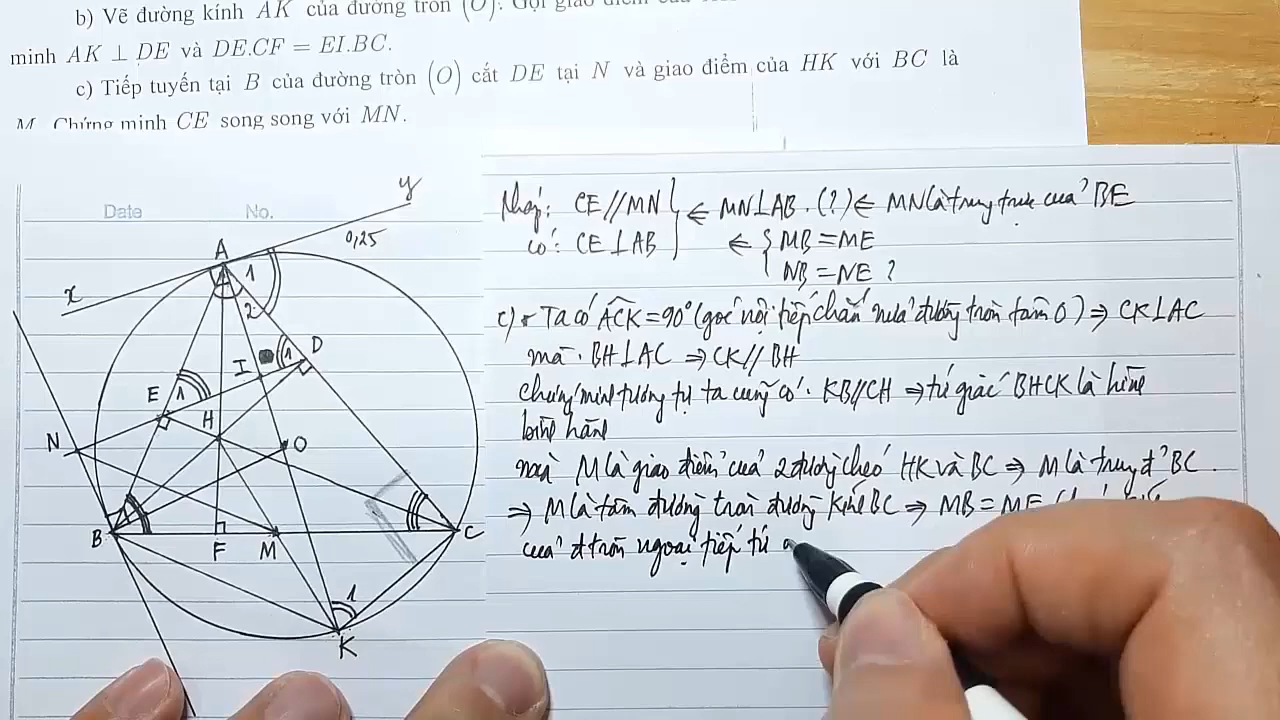 b) Vẽ đường kính AK của đường tròn (O). Gọi giao điểm của
minh AK ⊥ DE và DE.CF = EI.BC.
c) Tiếp tuyến tại B của đường tròn (O) cắt DE tại N và giao điểm của HK với BC là
M. Chứng minh CE song song với MN.
Date No.
Nháp: CE // MN } ⇐ MN⊥AB. (?) ⇐ MN là trung trực của BE
có: CE⊥AB } ⇐ { MB = ME
{ NB = NE ?
c) + Ta có ACK = 90° (góc nội tiếp chắn nửa đường tròn tâm O) ⇒ CK⊥AC
mà. BH⊥AC ⇒ CK // BH
Chứng minh tương tự ta cũng có. KB // CH ⇒ tứ giác BHCK là hình
bình hành
mà M là giao điểm của 2 đường chéo HK và BC ⇒ M là trung đ' BC.
⇒ M là tâm đường tròn đường kính BC ⇒ MB = ME
của đ tròn ngoại tiếp tứ
y
0,25
x
A
1
2
I
1
D
E
1
H
N
O
B
F
M
C
1
K